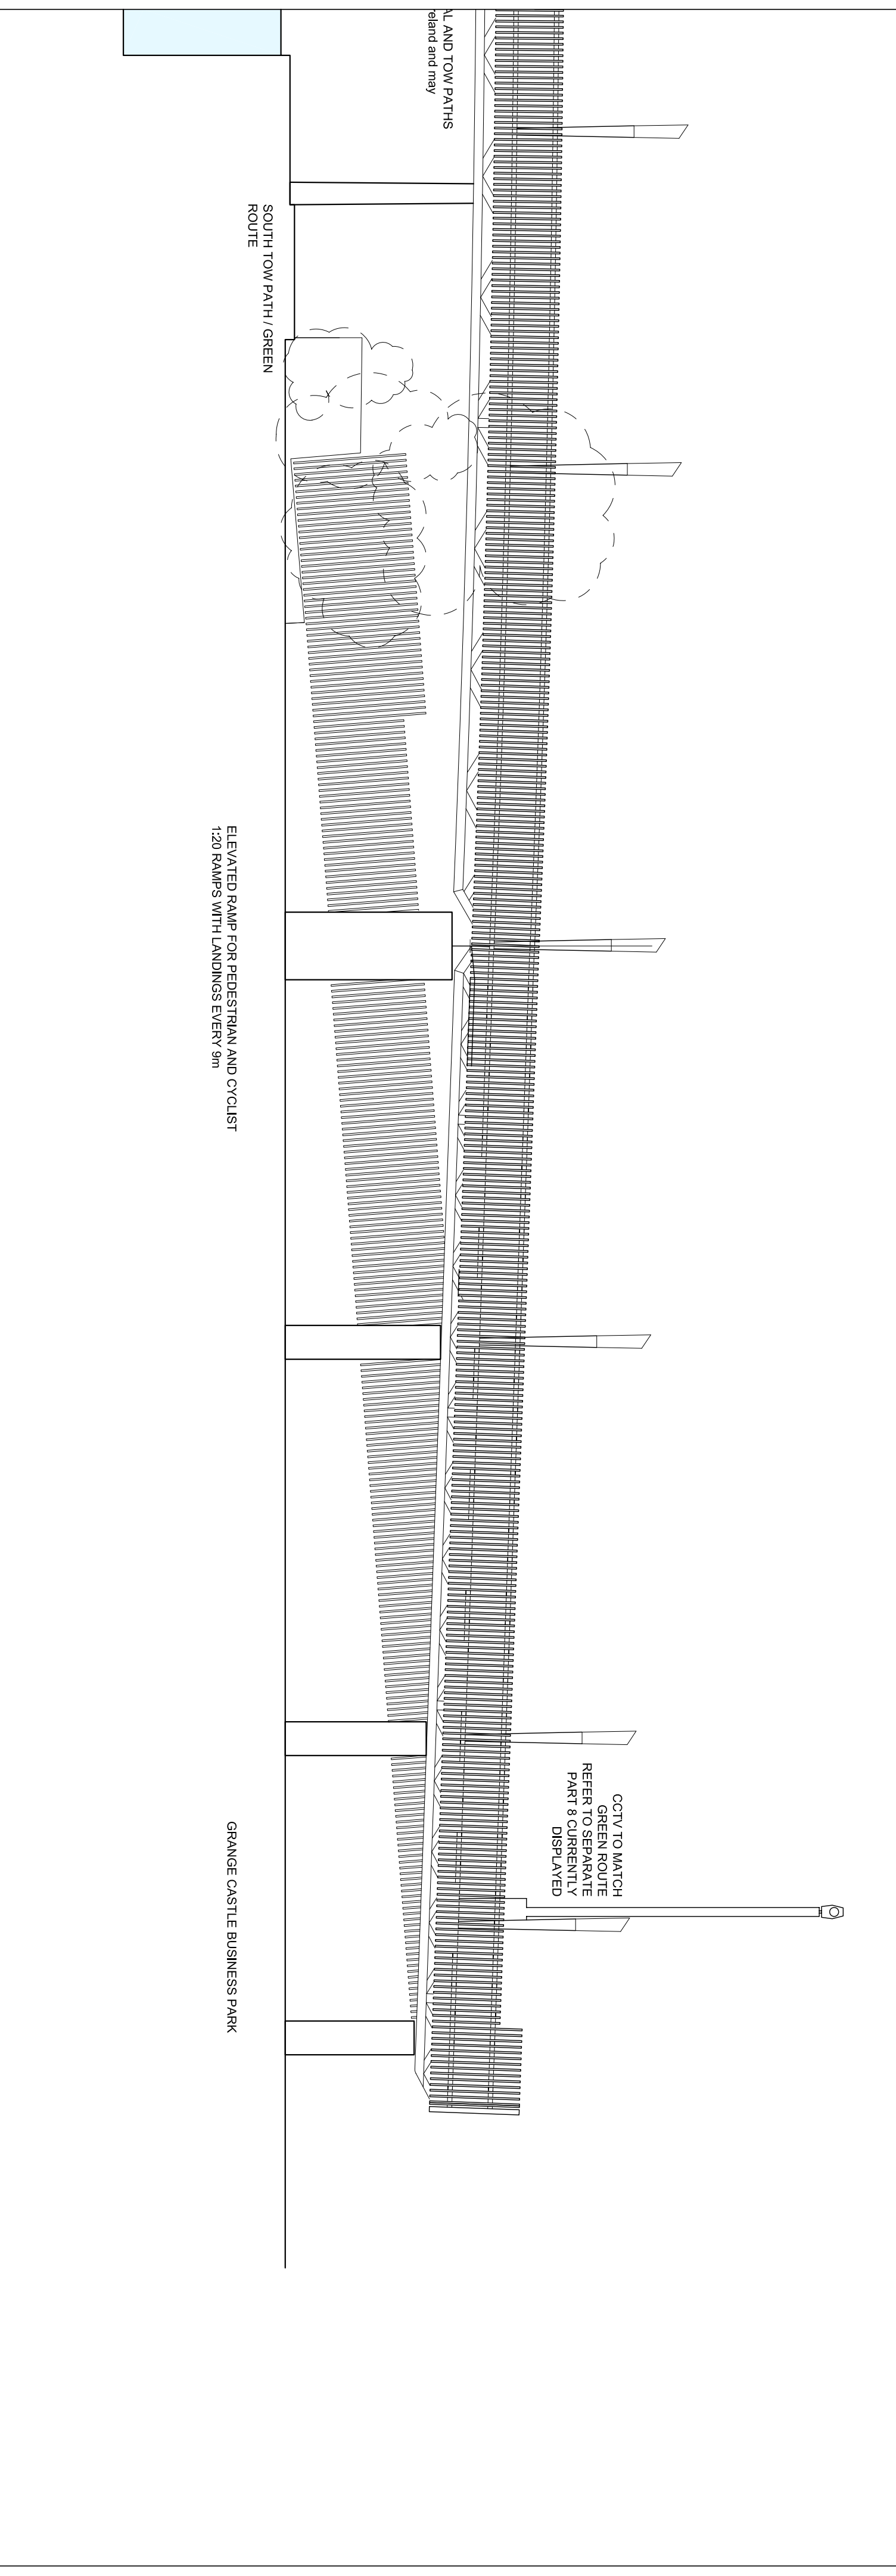 AL AND TOW PATHS
reland and may
SOUTH TOW PATH / GREEN
ROUTE
ELEVATED RAMP FOR PEDESTRIAN AND CYCLIST
1:20 RAMPS WITH LANDINGS EVERY 9m
CCTV TO MATCH
GREEN ROUTE
REFER TO SEPARATE
PART 8 CURRENTLY
DISPLAYED
GRANGE CASTLE BUSINESS PARK